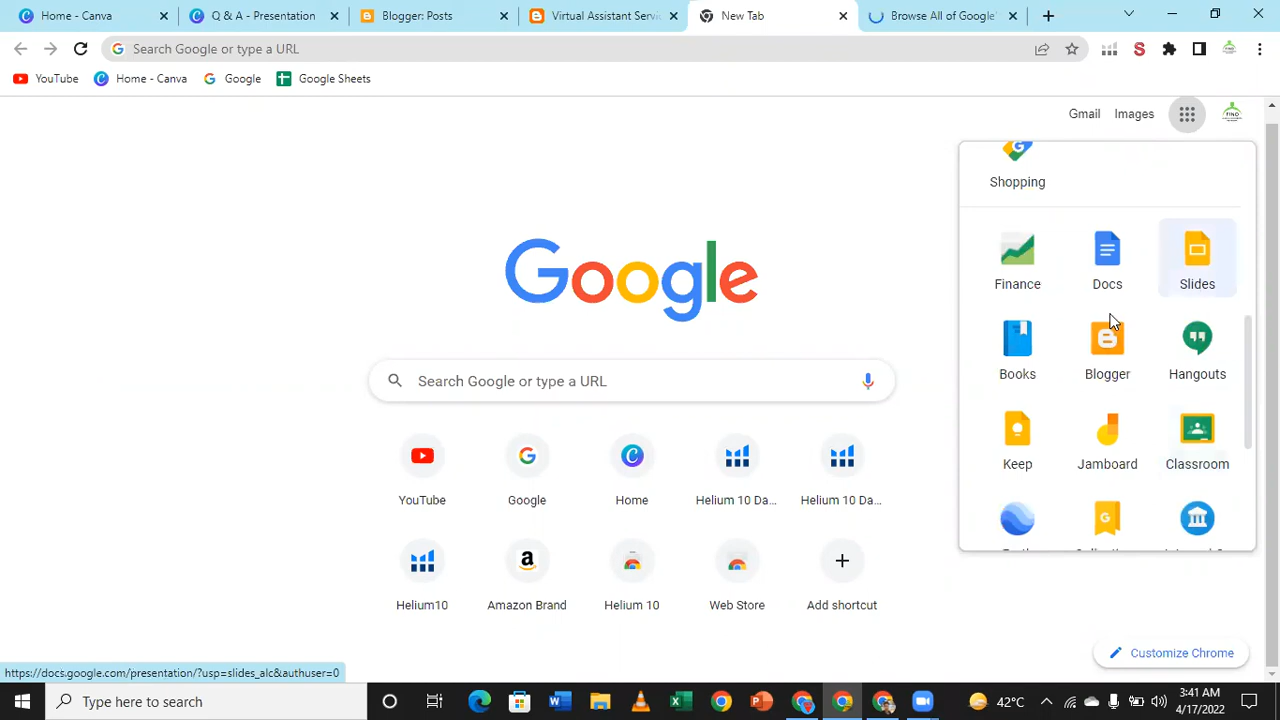 Home - Canva
Q & A - Presentation
Blogger: Posts
Virtual Assistant Servi
New Tab
Browse All of Google'
Search Google or type a URL
YouTube
Home - Canva
Google
Google Sheets
Gmail
Images
FIND
Shopping
Finance
Docs
Slides
Books
Blogger
Hangouts
Keep
Jamboard
Classroom
Google
Search Google or type a URL
YouTube
Google
Home
Helium 10 Da...
Helium 10 Da...
Helium10
Amazon Brand
Helium 10
Web Store
Add shortcut
Customize Chrome
https://docs.google.com/presentation/?usp=slides_alc&authuser=0
Type here to search
42°C
3:41 AM
4/17/2022